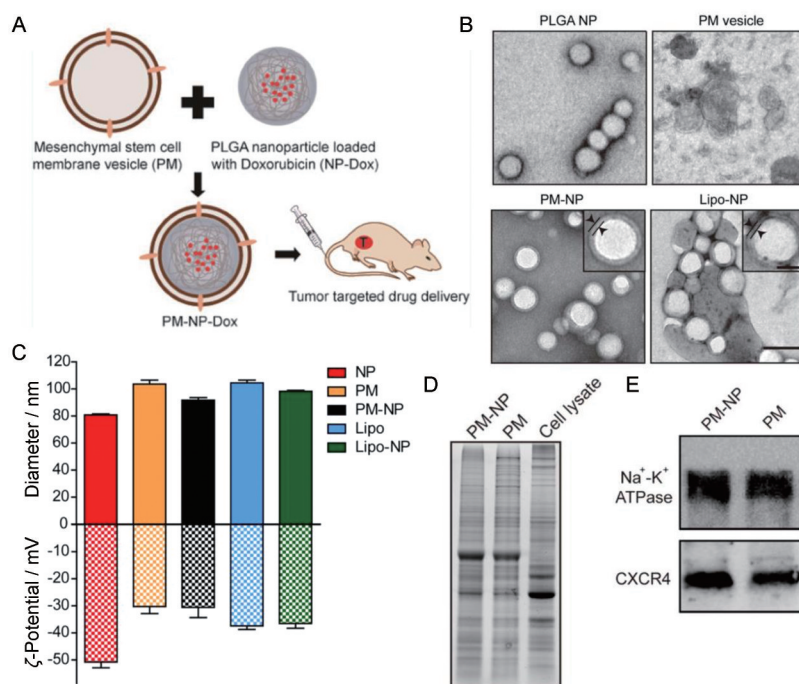 A
Mesenchymal stem cell
membrane vesicle (PM)
PLGA nanoparticle loaded
with Doxorubicin (NP-Dox)
T
PM-NP-Dox
Tumor targeted drug delivery
B
PLGA NP
PM vesicle
PM-NP
Lipo-NP
C
Diameter / nm
120
100
80
60
40
20
0
-10
-20
-30
-40
-50
ζ-Potential / mV
NP
PM
PM-NP
Lipo
Lipo-NP
D
PM-NP
PM
Cell lysate
E
PM-NP
PM
Na⁺-K⁺
ATPase
CXCR4